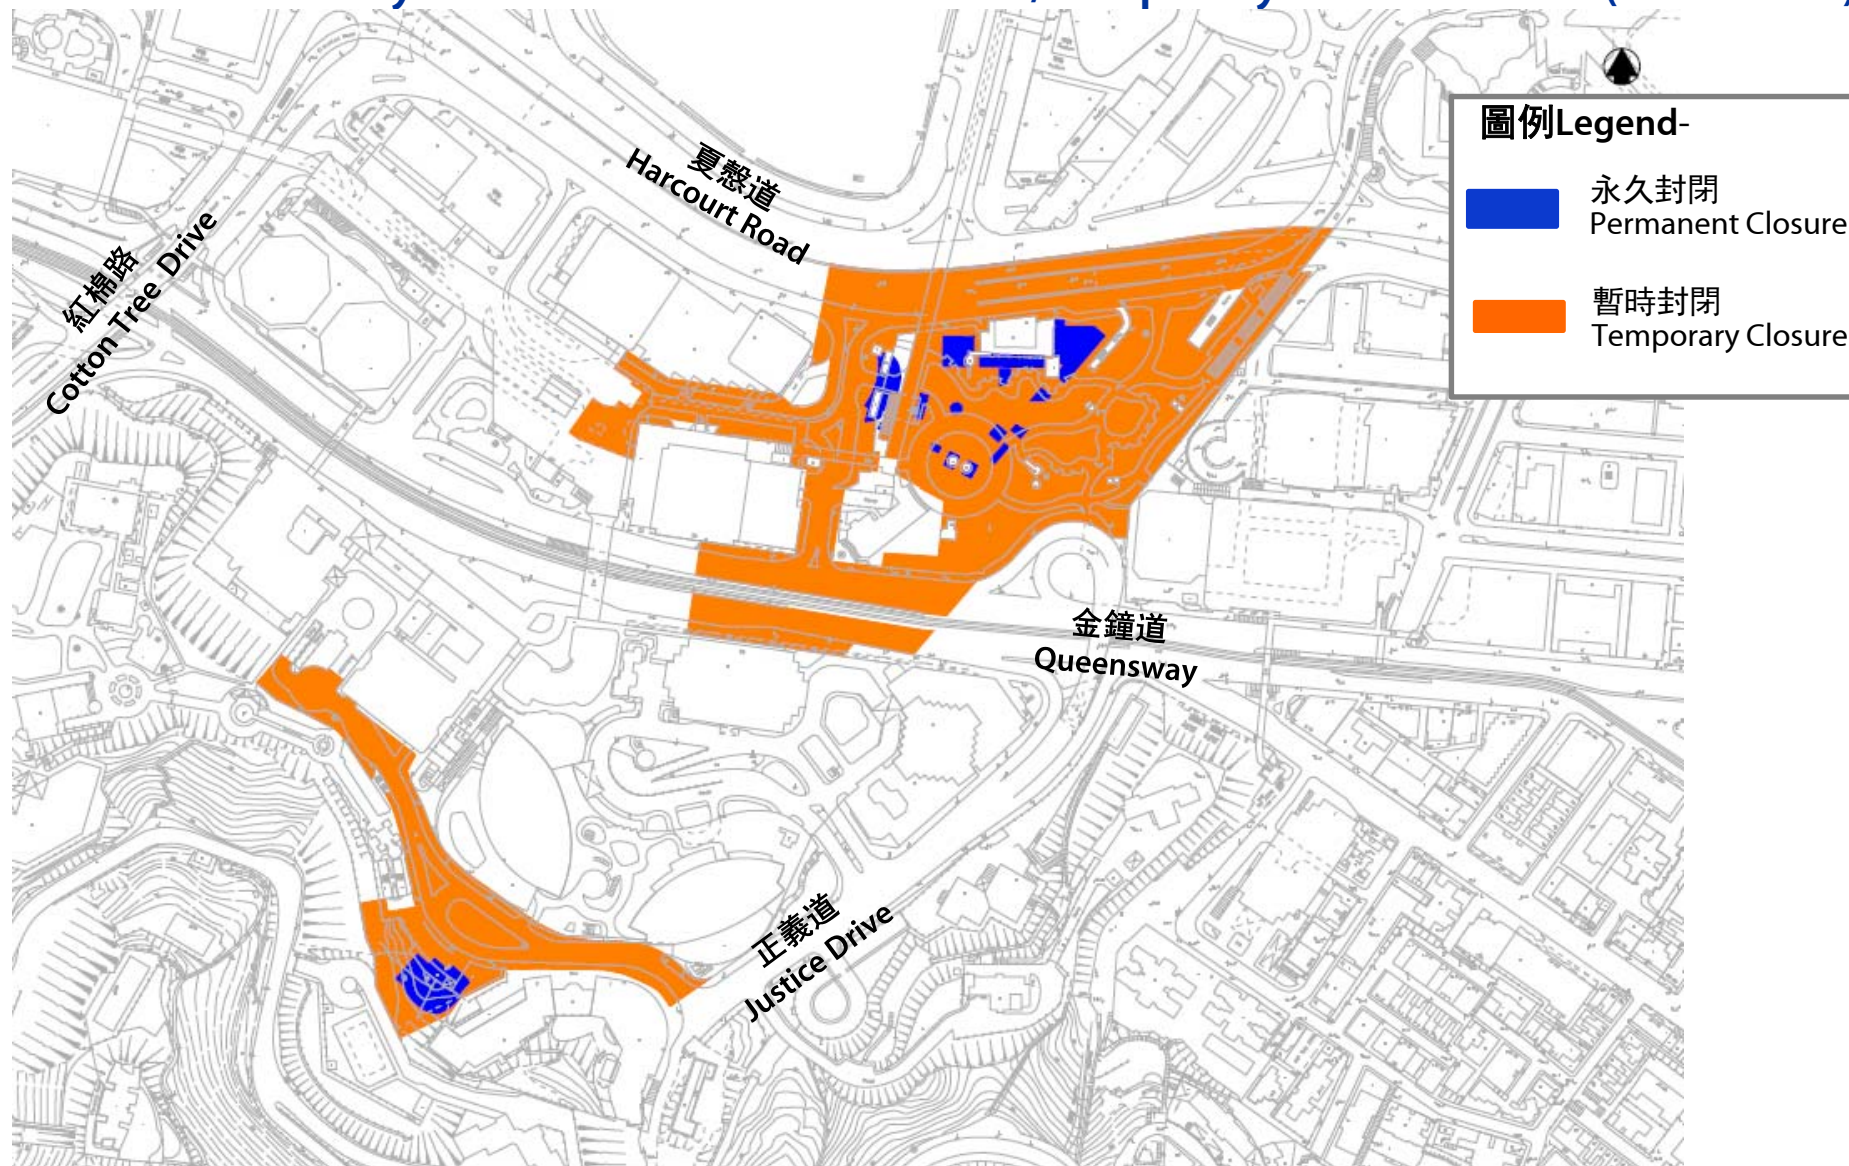 圖例Legend-
永久封閉
Permanent Closure
暫時封閉
Temporary Closure
夏慤道
Harcourt Road
紅棉路
Cotton Tree Drive
金鐘道
Queensway
正義道
Justice Drive